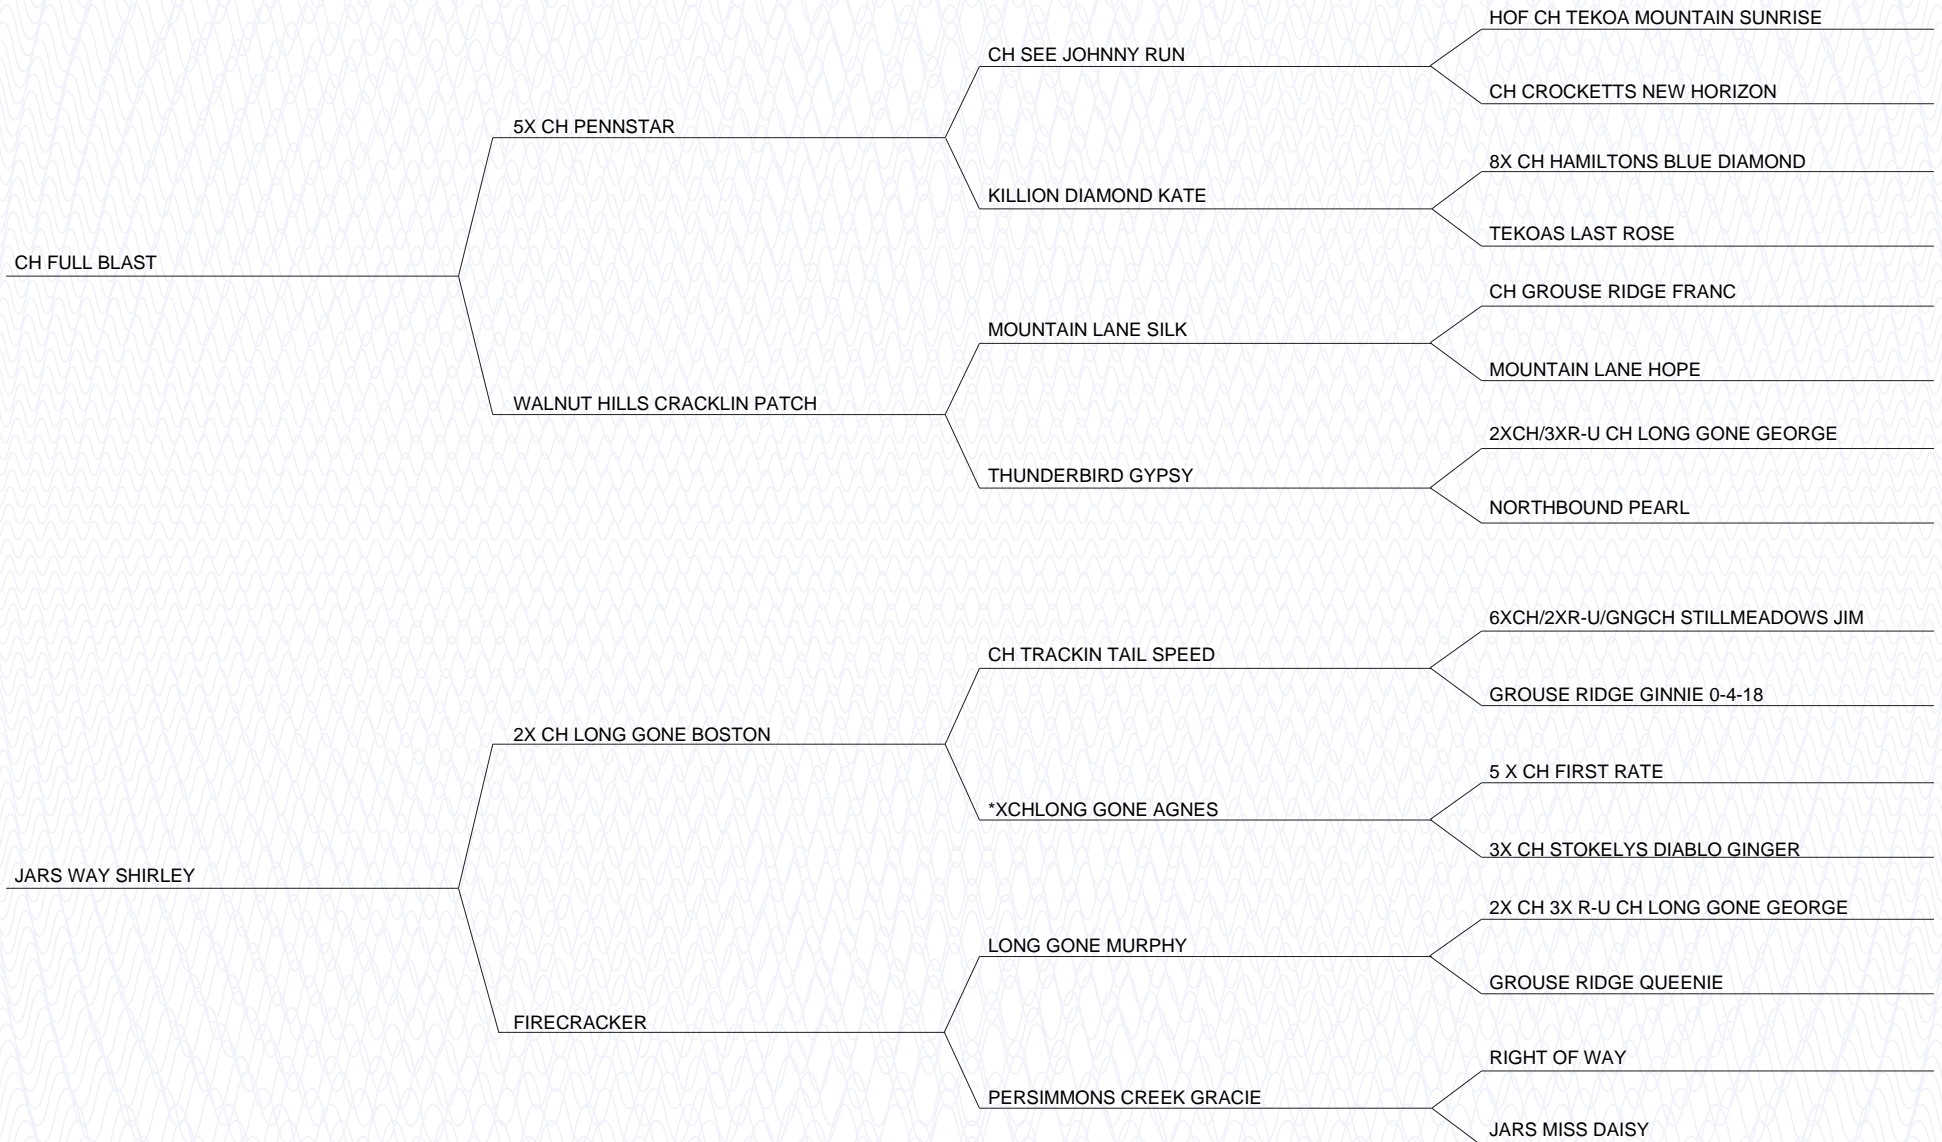 HOF CH TEKOA MOUNTAIN SUNRISE
CH SEE JOHNNY RUN
CH CROCKETTS NEW HORIZON
5X CH PENNSTAR
8X CH HAMILTONS BLUE DIAMOND
KILLION DIAMOND KATE
TEKOAS LAST ROSE
CH FULL BLAST
CH GROUSE RIDGE FRANC
MOUNTAIN LANE SILK
MOUNTAIN LANE HOPE
WALNUT HILLS CRACKLIN PATCH
2XCH/3XR-U CH LONG GONE GEORGE
THUNDERBIRD GYPSY
NORTHBOUND PEARL
6XCH/2XR-U/GNGCH STILLMEADOWS JIM
CH TRACKIN TAIL SPEED
GROUSE RIDGE GINNIE 0-4-18
2X CH LONG GONE BOSTON
5 X CH FIRST RATE
*XCHLONG GONE AGNES
3X CH STOKELYS DIABLO GINGER
JARS WAY SHIRLEY
2X CH 3X R-U CH LONG GONE GEORGE
LONG GONE MURPHY
GROUSE RIDGE QUEENIE
FIRECRACKER
RIGHT OF WAY
PERSIMMONS CREEK GRACIE
JARS MISS DAISY